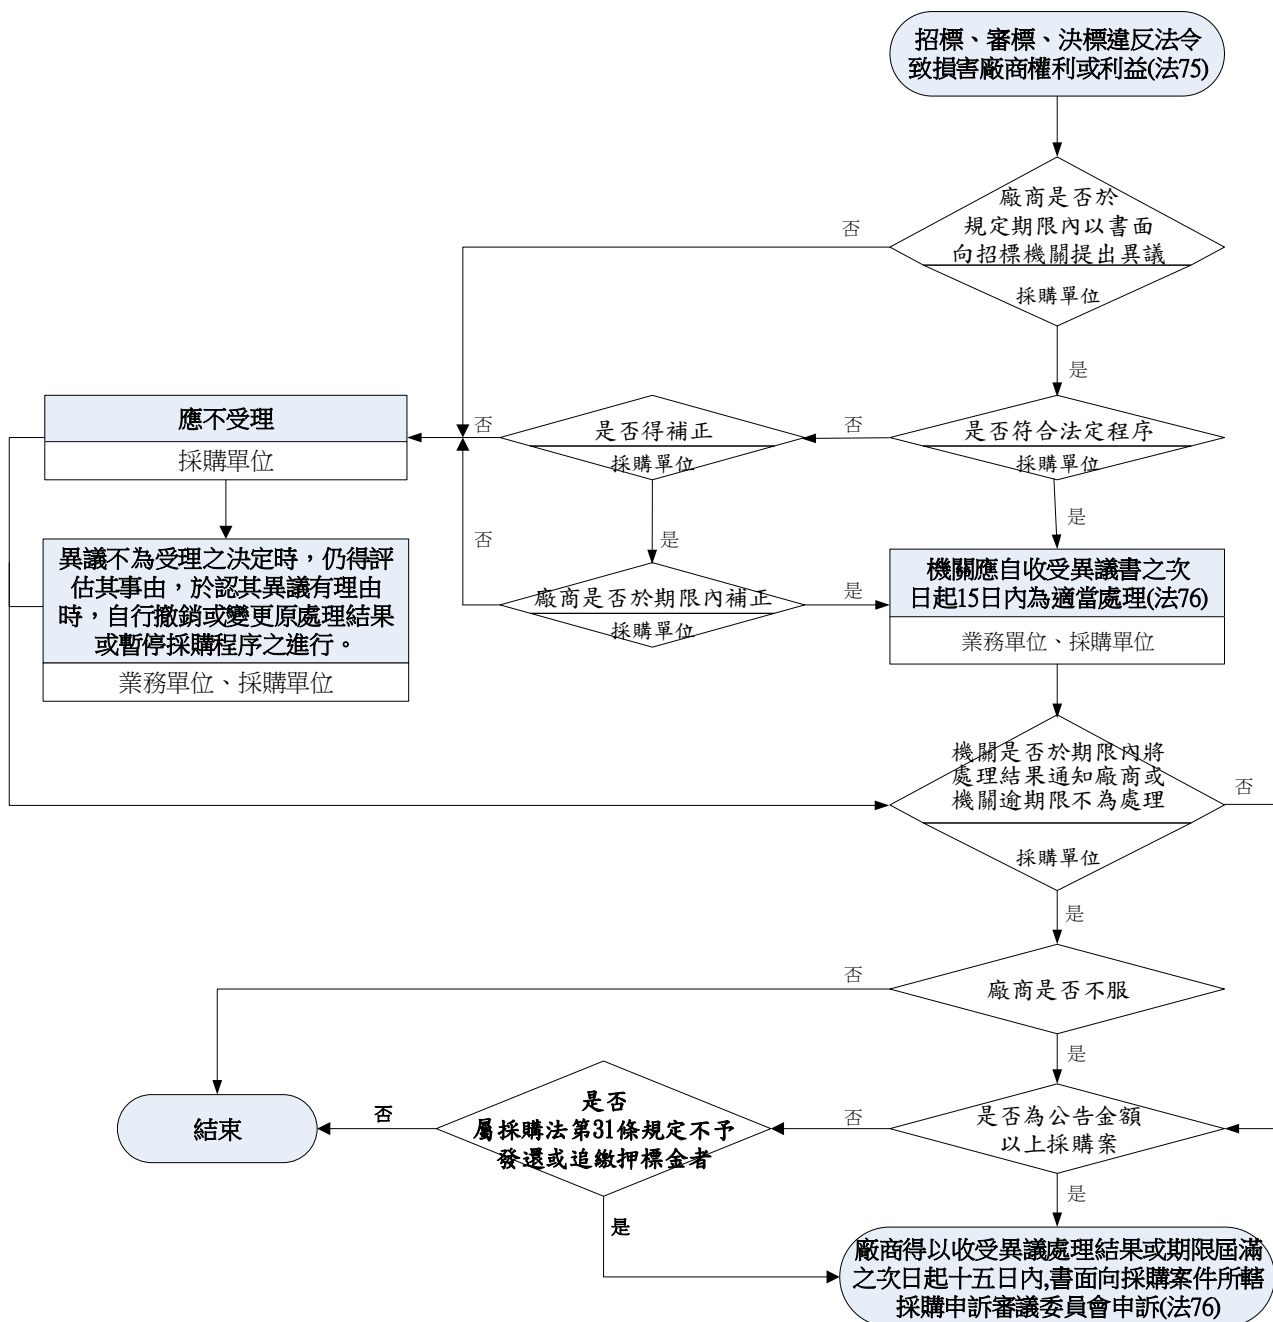 招標、審標、決標違反法令
致損害廠商權利或利益(法75)
廠商是否於
規定期限內以書面
向招標機關提出異議
採購單位
否
是
是否符合法定程序
採購單位
否
是否得補正
採購單位
否
應不受理
採購單位
是
是
否
異議不為受理之決定時，仍得評
估其事由，於認其異議有理由
時，自行撤銷或變更原處理結果
或暫停採購程序之進行。
業務單位、採購單位
廠商是否於期限內補正
採購單位
是
機關應自收受異議書之次
日起15日內為適當處理(法76)
業務單位、採購單位
機關是否於期限內將
處理結果通知廠商或
機關逾期限不為處理
採購單位
否
是
廠商是否不服
否
是
是否為公告金額
以上採購案
否
是否
屬採購法第31條規定不予
發還或追繳押標金者
否
結束
是
是
廠商得以收受異議處理結果或期限屆滿
之次日起十五日內,書面向採購案件所轄
採購申訴審議委員會申訴(法76)